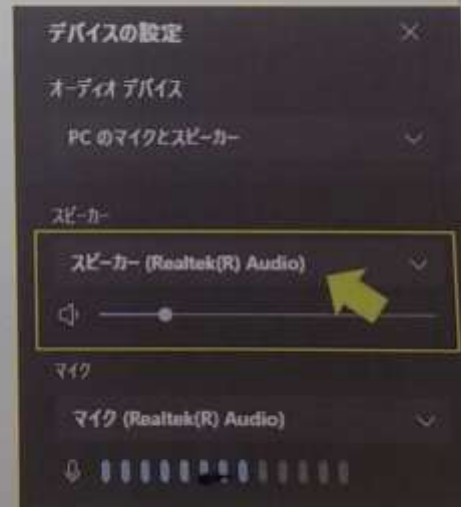 デバイスの設定
オーディオ デバイス
PC のマイクとスピーカー
スピーカー
スピーカー (Realtek(R) Audio)
マイク
マイク (Realtek(R) Audio)